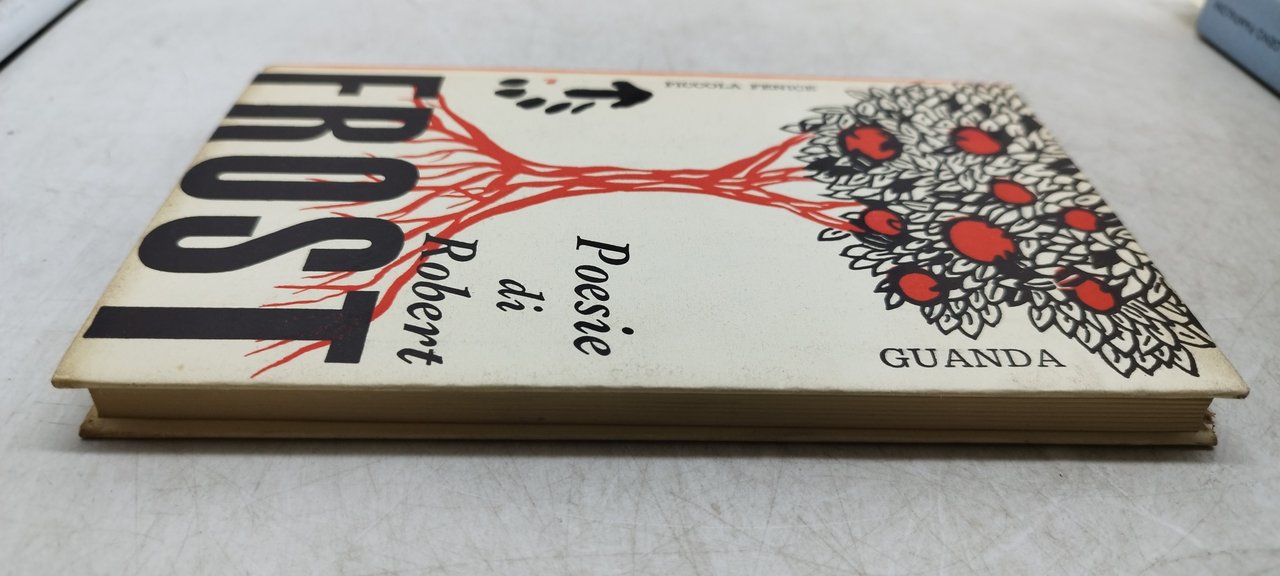 PICCOLA FENICE
Poesie
di
Robert
FROST
GUANDA